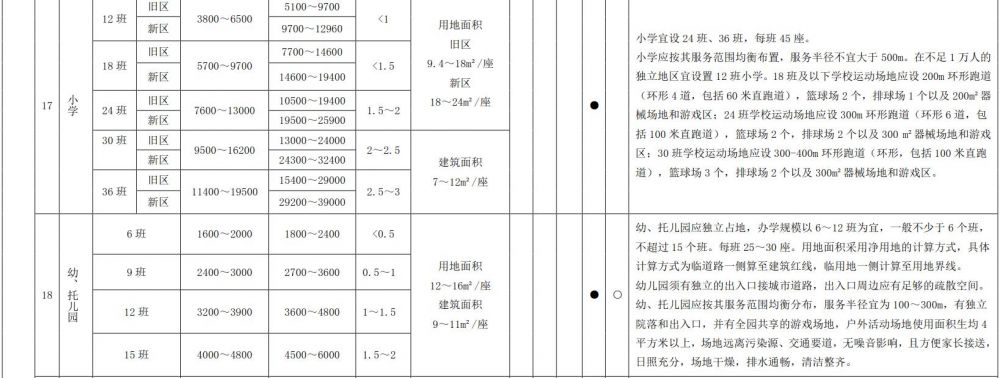 12 班
3800～6500
5100～9700
<1
新区
9700～12960
17
小学
18 班
旧区
新区
5700～9700
7700～14600
14600～19400
<1.5
24 班
旧区
新区
7600～13000
10500～19400
19500～25900
1.5～2
30 班
旧区
新区
9500～16200
13000～24000
24300～32400
2～2.5
36 班
旧区
新区
11400～19500
15400～29000
29200～39000
2.5～3
用地面积
旧区
9.4～18m²/座
新区
18～24m²/座
建筑面积
7～12m²/座
●
小学宜设 24 班、36 班，每班 45 座。
小学应按其服务范围均衡布置，服务半径不宜大于 500m。在不足 1 万人的
独立地区宜设置 12 班小学。18 班及以下学校运动场地应设 200m 环形跑道
（环形 4 道，包括 60 米直跑道），篮球场 2 个，排球场 1 个以及 200m²器
械场地和游戏区；24 班学校运动场地应设 300m 环形跑道（环形 6 道，包
括 100 米直跑道），篮球场 2 个，排球场 2 个以及 300 m²器械场地和游戏
区；30 班学校运动场地应设 300-400m 环形跑道（环形，包括 100 米直跑
道），篮球场 3 个，排球场 2 个以及 300m²器械场地和游戏区。
18
幼、托儿园
6 班
1600～2000
1800～2400
<0.5
9 班
2400～3000
2700～3600
0.5～1
12 班
3200～3900
3600～4800
1～1.5
15 班
4000～4800
4500～6000
1.5～2
用地面积
12～16m²/座
建筑面积
9～11m²/座
●
○
幼、托儿园应独立占地，办学规模以 6～12 班为宜，一般不少于 6 个班，
不超过 15 个班。每班 25～30 座。用地面积采用净用地的计算方式，具体
计算方式为临道路一侧算至建筑红线，临用地一侧计算至用地界线。
幼儿园须有独立的出入口接城市道路，出入口周边应有足够的疏散空间。
幼、托儿园应按其服务范围均衡分布，服务半径宜为 100～300m，有独立
院落和出入口，并有全园共享的游戏场地，户外活动场地使用面积生均 4
平方米以上，场地远离污染源、交通要道，无噪音影响，且方便家长接送，
日照充分，场地干燥，排水通畅，清洁整齐。